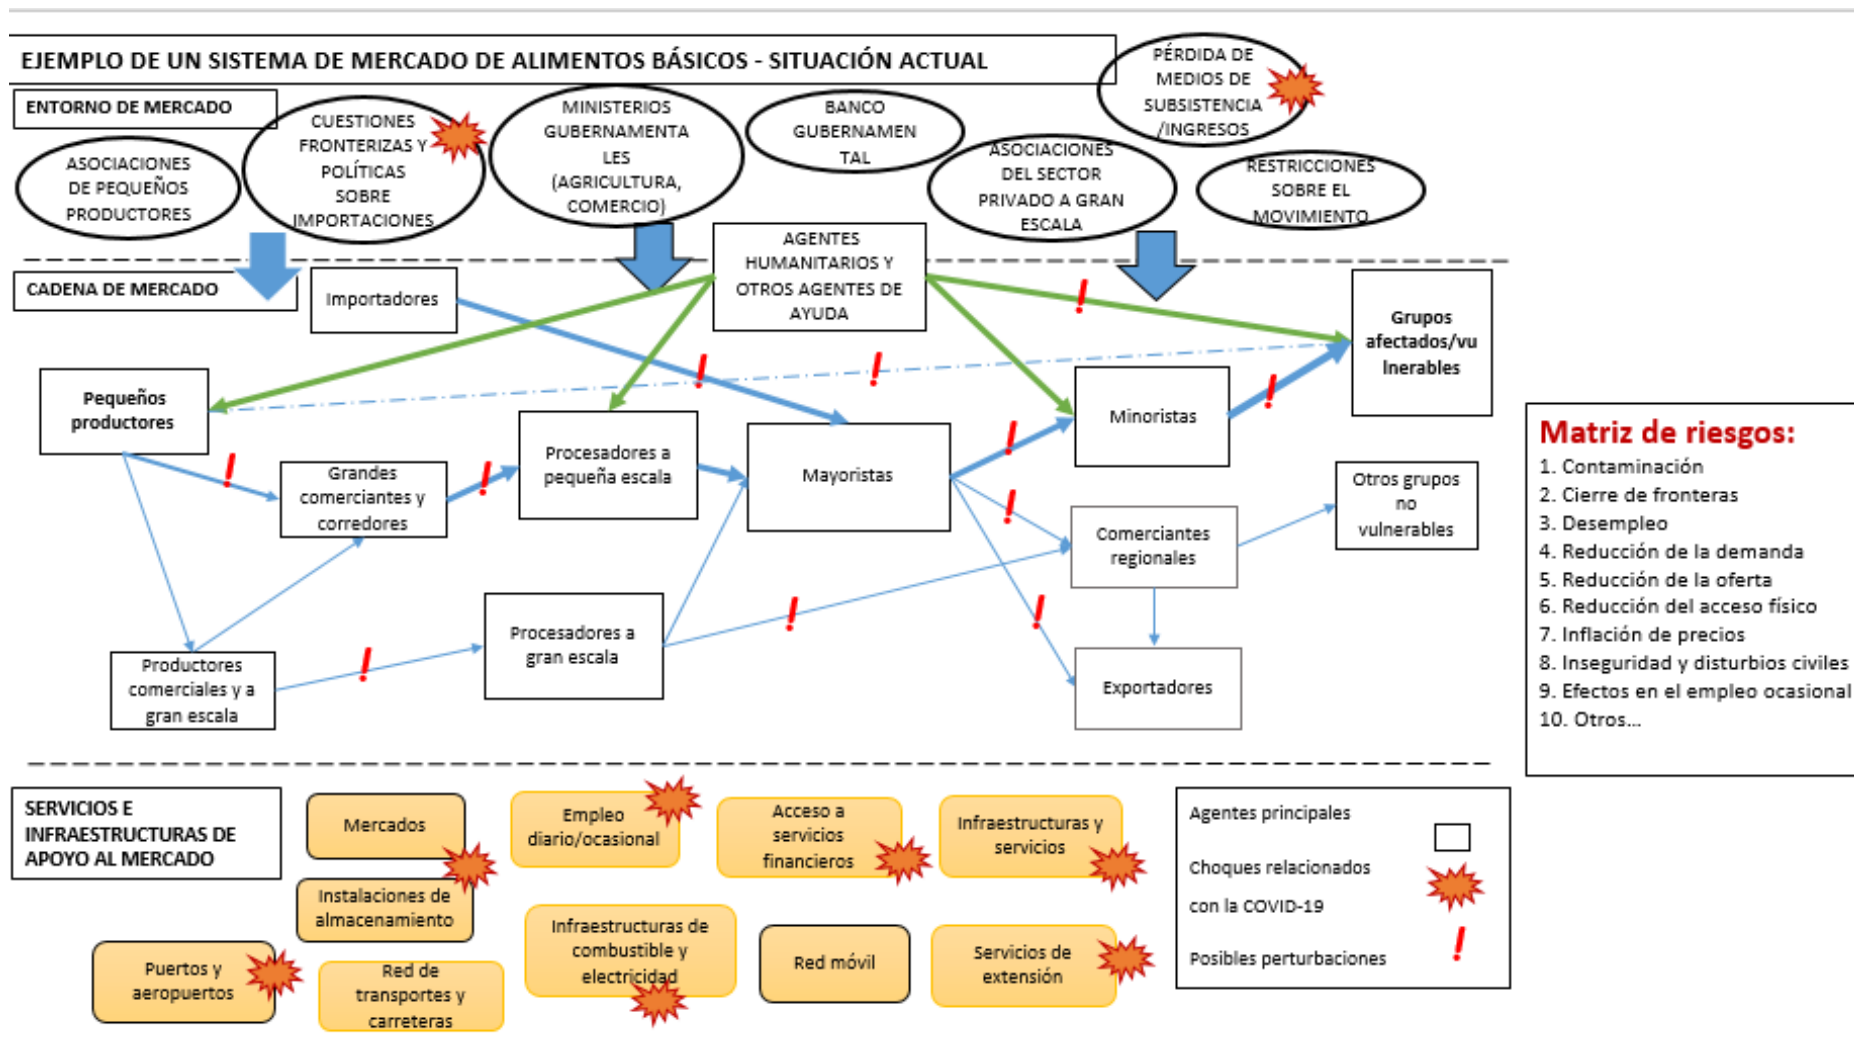 EJEMPLO DE UN SISTEMA DE MERCADO DE ALIMENTOS BÁSICOS - SITUACIÓN ACTUAL
ENTORNO DE MERCADO
ASOCIACIONES
DE PEQUEÑOS
PRODUCTORES
CUESTIONES
FRONTERIZAS Y
POLÍTICAS
SOBRE
IMPORTACIONES
MINISTERIOS
GUBERNAMENTA
LES
(AGRICULTURA,
COMERCIO)
BANCO
GUBERNAMEN
TAL
ASOCIACIONES
DEL SECTOR
PRIVADO A GRAN
ESCALA
PÉRDIDA DE
MEDIOS DE
SUBSISTENCIA
/INGRESOS
RESTRICCIONES
SOBRE EL
MOVIMIENTO
CADENA DE MERCADO
Importadores
AGENTES
HUMANITARIOS Y
OTROS AGENTES DE
AYUDA
Grupos
afectados/vu
lnerables
Pequeños
productores
Grandes
comerciantes y
corredores
Procesadores a
pequeña escala
Mayoristas
Minoristas
Comerciantes
regionales
Otros grupos
no
vulnerables
Productores
comerciales y a
gran escala
Procesadores a
gran escala
Exportadores
Matriz de riesgos:
1. Contaminación
2. Cierre de fronteras
3. Desempleo
4. Reducción de la demanda
5. Reducción de la oferta
6. Reducción del acceso físico
7. Inflación de precios
8. Inseguridad y disturbios civiles
9. Efectos en el empleo ocasional
10. Otros...
SERVICIOS E
INFRAESTRUCTURAS DE
APOYO AL MERCADO
Mercados
Empleo
diario/ocasional
Acceso a
servicios
financieros
Infraestructuras y
servicios
Instalaciones de
almacenamiento
Infraestructuras de
combustible y
electricidad
Red móvil
Servicios de
extensión
Puertos y
aeropuertos
Red de
transportes y
carreteras
Agentes principales
Choques relacionados
con la COVID-19
Posibles perturbaciones